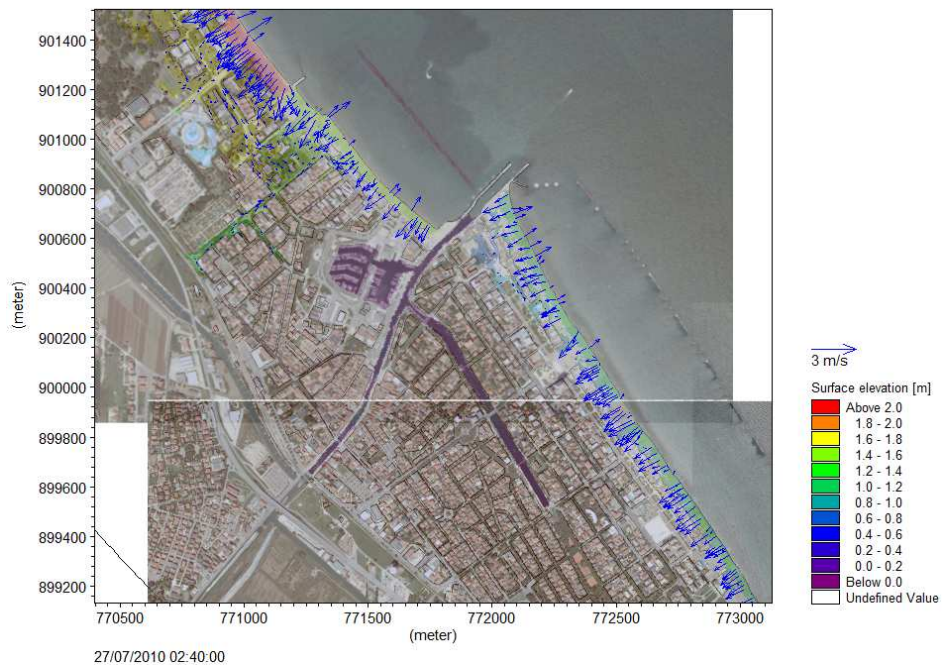 901400
901200
901000
900800
900600
(meter)
900400
900200
900000
899800
899600
899400
899200
770500
771000
771500
772000
772500
773000
(meter)
27/07/2010 02:40:00
3 m/s
Surface elevation [m]
Above 2.0
1.8 - 2.0
1.6 - 1.8
1.4 - 1.6
1.2 - 1.4
1.0 - 1.2
0.8 - 1.0
0.6 - 0.8
0.4 - 0.6
0.2 - 0.4
0.0 - 0.2
Below 0.0
Undefined Value